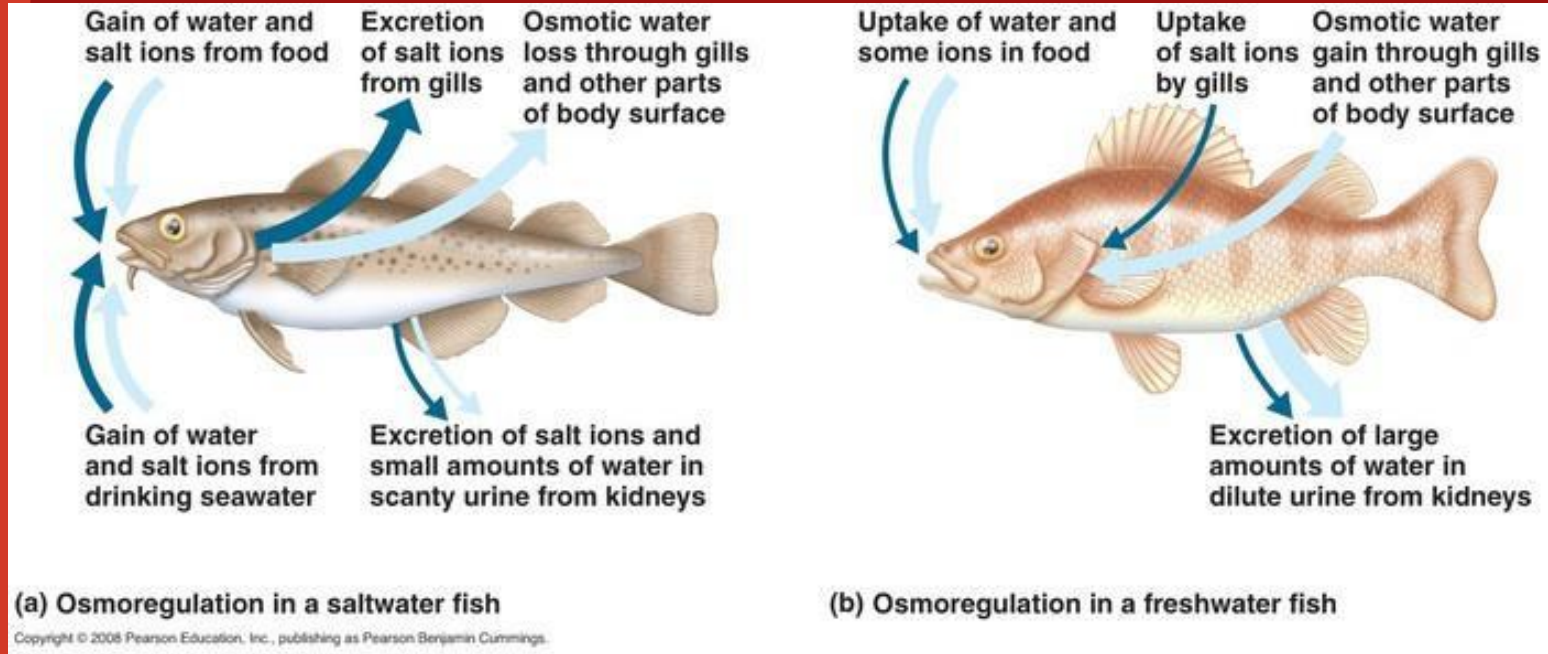 Gain of water and
salt ions from food
Excretion
of salt ions
from gills
Osmotic water
loss through gills
and other parts
of body surface
Gain of water
and salt ions from
drinking seawater
Excretion of salt ions and
small amounts of water in
scanty urine from kidneys
(a) Osmoregulation in a saltwater fish
Uptake of water and
some ions in food
Uptake
of salt ions
by gills
Osmotic water
gain through gills
and other parts
of body surface
Excretion of large
amounts of water in
dilute urine from kidneys
(b) Osmoregulation in a freshwater fish
Copyright © 2008 Pearson Education, Inc., publishing as Pearson Benjamin Cummings.